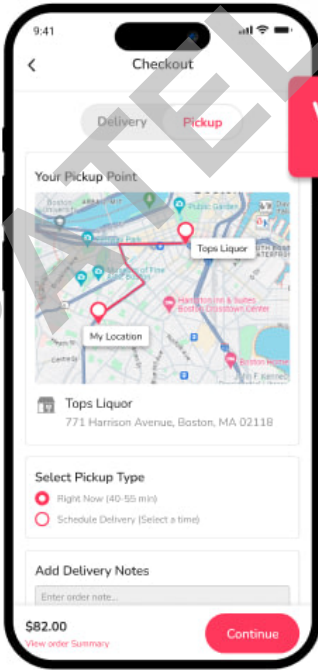 9:41
Checkout
Delivery
Pickup
Your Pickup Point
Public Garden
Tops Liquor
My Location
Tops Liquor
771 Harrison Avenue, Boston, MA 02118
Select Pickup Type
Right Now (40-55 min)
Schedule Delivery (Select a time)
Add Delivery Notes
Enter order note...
$82.00
View order Summary
Continue